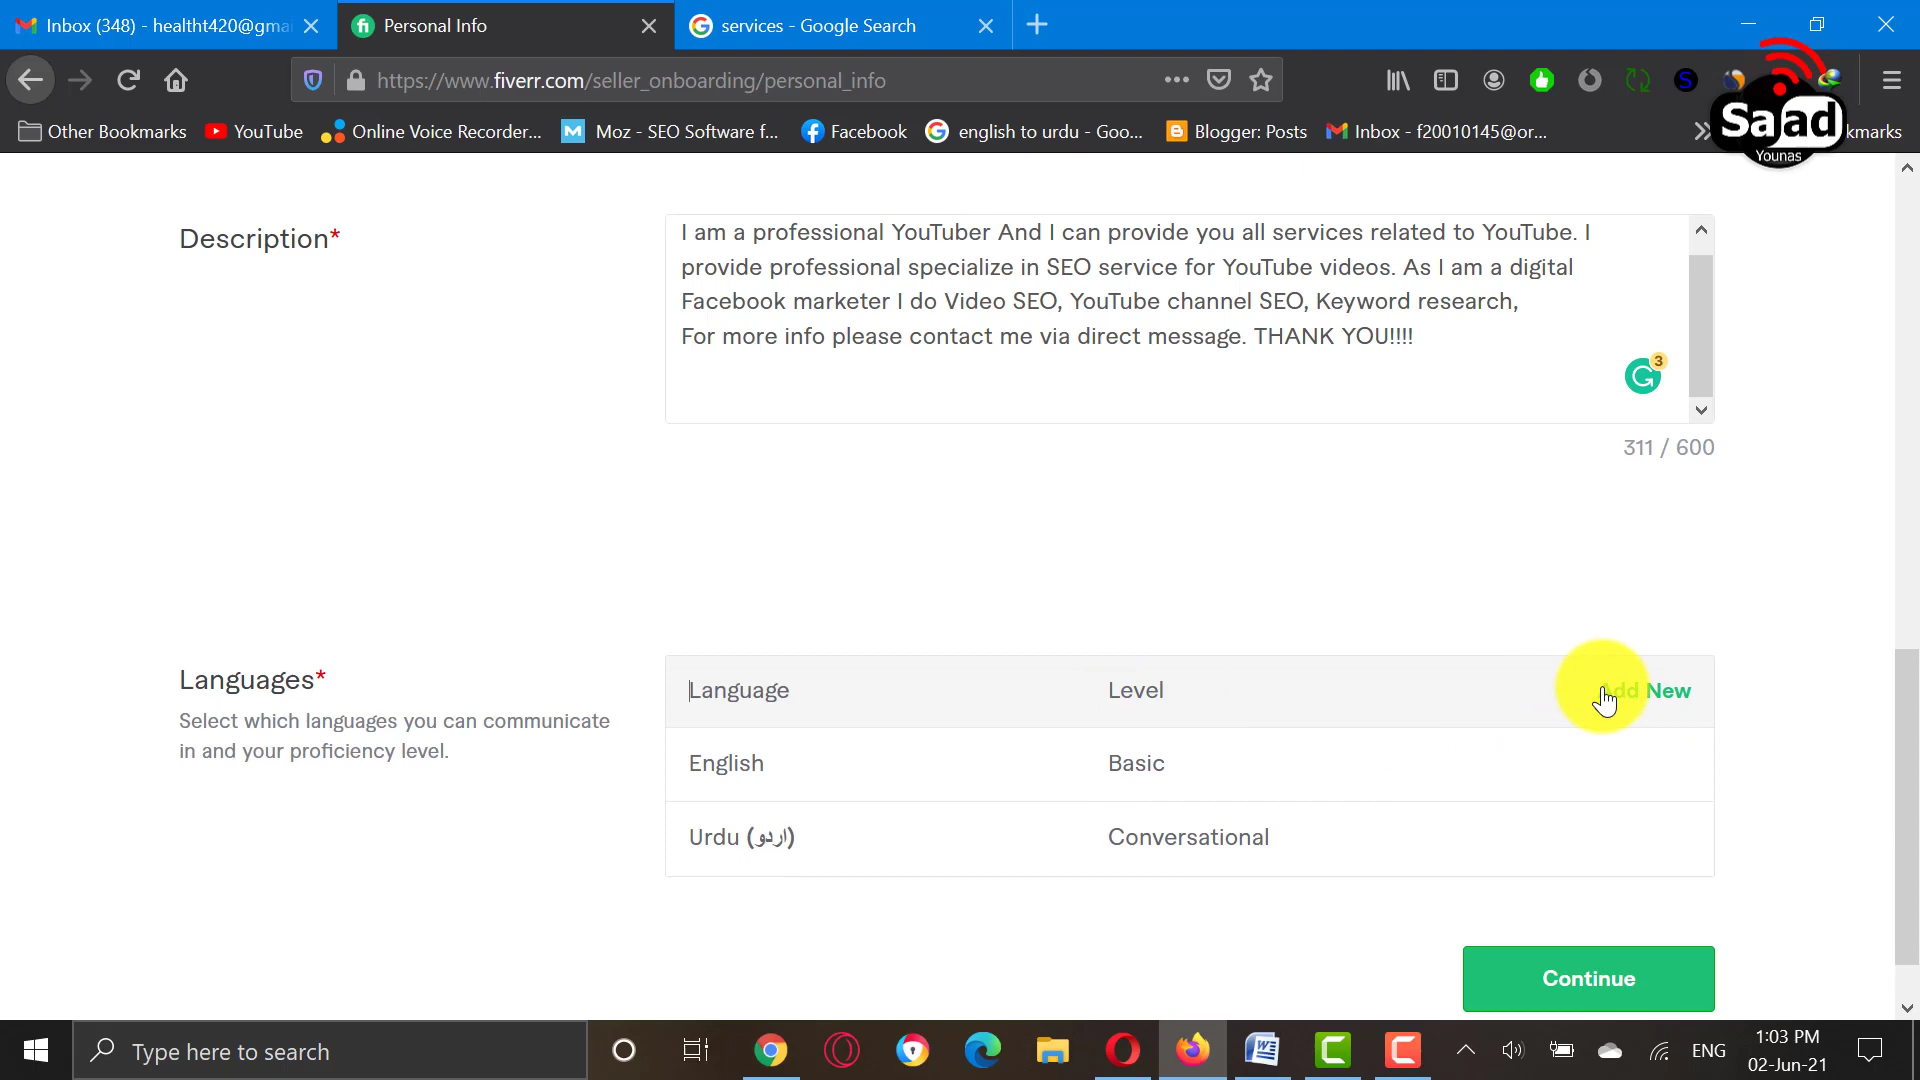 Inbox (348) - healtht420@gmai
Personal Info
services - Google Search
https://www.fiverr.com/seller_onboarding/personal_info
Other Bookmarks
YouTube
Online Voice Recorder...
Moz - SEO Software f...
Facebook
english to urdu - Goo...
Blogger: Posts
Inbox - f20010145@or...
kmarks
Saad
Younas
Description*
I am a professional YouTuber And I can provide you all services related to YouTube. I
provide professional specialize in SEO service for YouTube videos. As I am a digital
Facebook marketer I do Video SEO, YouTube channel SEO, Keyword research,
For more info please contact me via direct message. THANK YOU!!!!
3
311 / 600
Languages*
Select which languages you can communicate
in and your proficiency level.
Language Level Add New
English Basic
Urdu (اردو) Conversational
Continue
Type here to search
ENG
1:03 PM
02-Jun-21